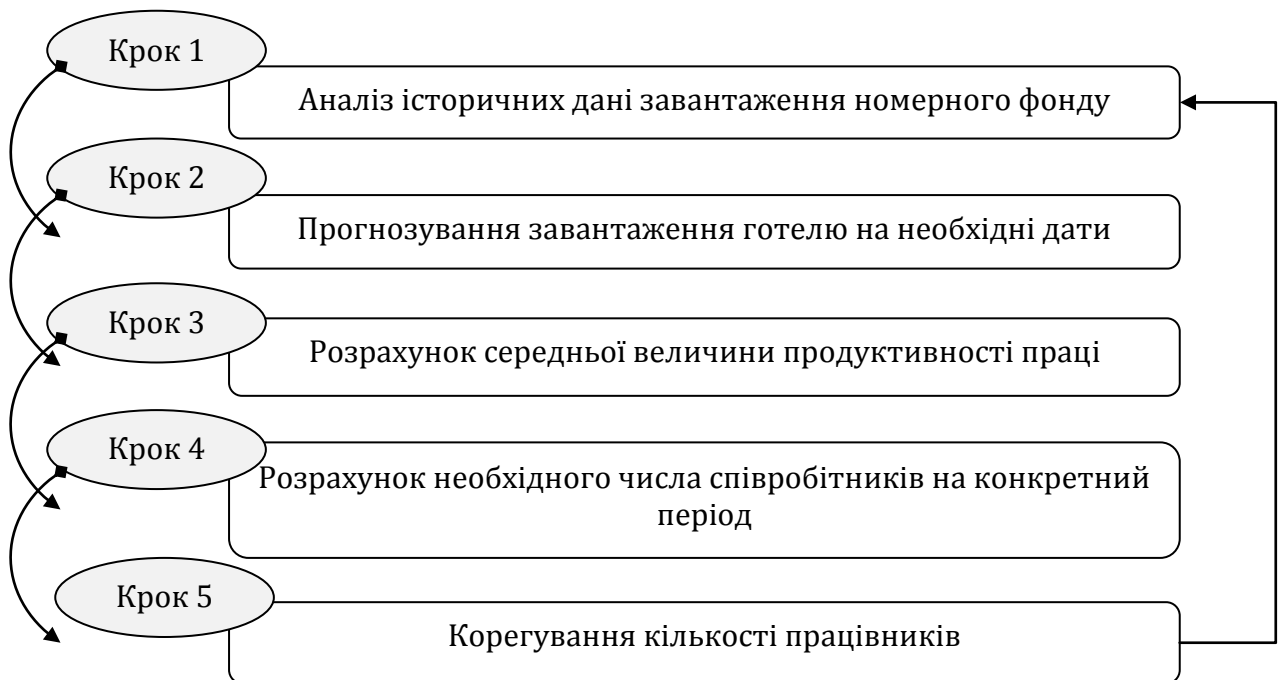 Крок 1
Аналіз історичних дані завантаження номерного фонду
Крок 2
Прогнозування завантаження готелю на необхідні дати
Крок 3
Розрахунок середньої величини продуктивності праці
Крок 4
Розрахунок необхідного числа співробітників на конкретний
період
Крок 5
Корегування кількості працівників